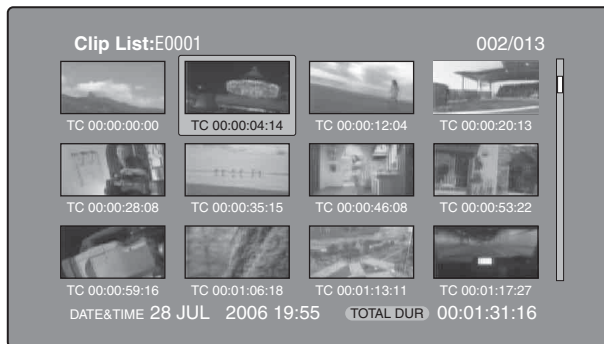 Clip List:E0001 002/013
TC 00:00:00:00 TC 00:00:04:14 TC 00:00:12:04 TC 00:00:20:13
TC 00:00:28:08 TC 00:00:35:15 TC 00:00:46:08 TC 00:00:53:22
TC 00:00:59:16 TC 00:01:06:18 TC 00:01:13:11 TC 00:01:17:27
DATE&TIME 28 JUL 2006 19:55 TOTAL DUR 00:01:31:16